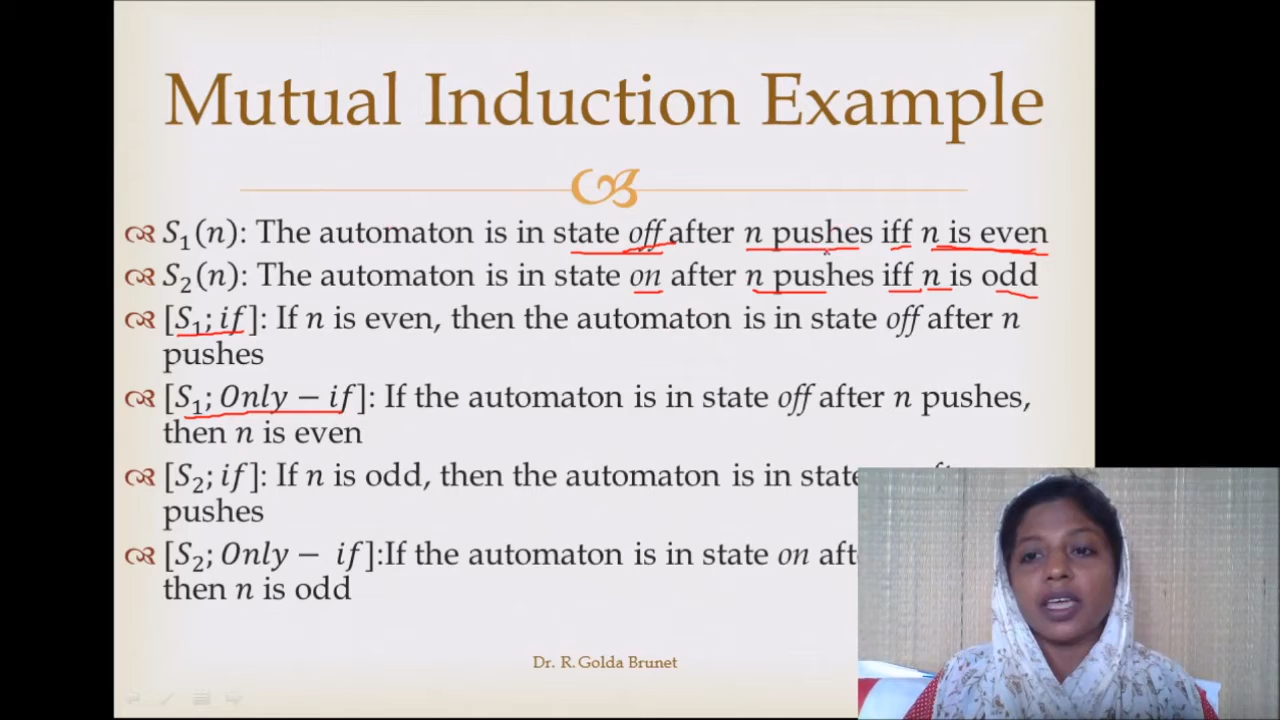 Mutual Induction Example
S₁(n): The automaton is in state off after n pushes iff n is even
S₂(n): The automaton is in state on after n pushes iff n is odd
[S₁; if]: If n is even, then the automaton is in state off after n
pushes
[S₁; Only − if]: If the automaton is in state off after n pushes,
then n is even
[S₂; if]: If n is odd, then the automaton is in state
pushes
[S₂; Only − if]:If the automaton is in state on
then n is odd
Dr. R. Golda Brunet